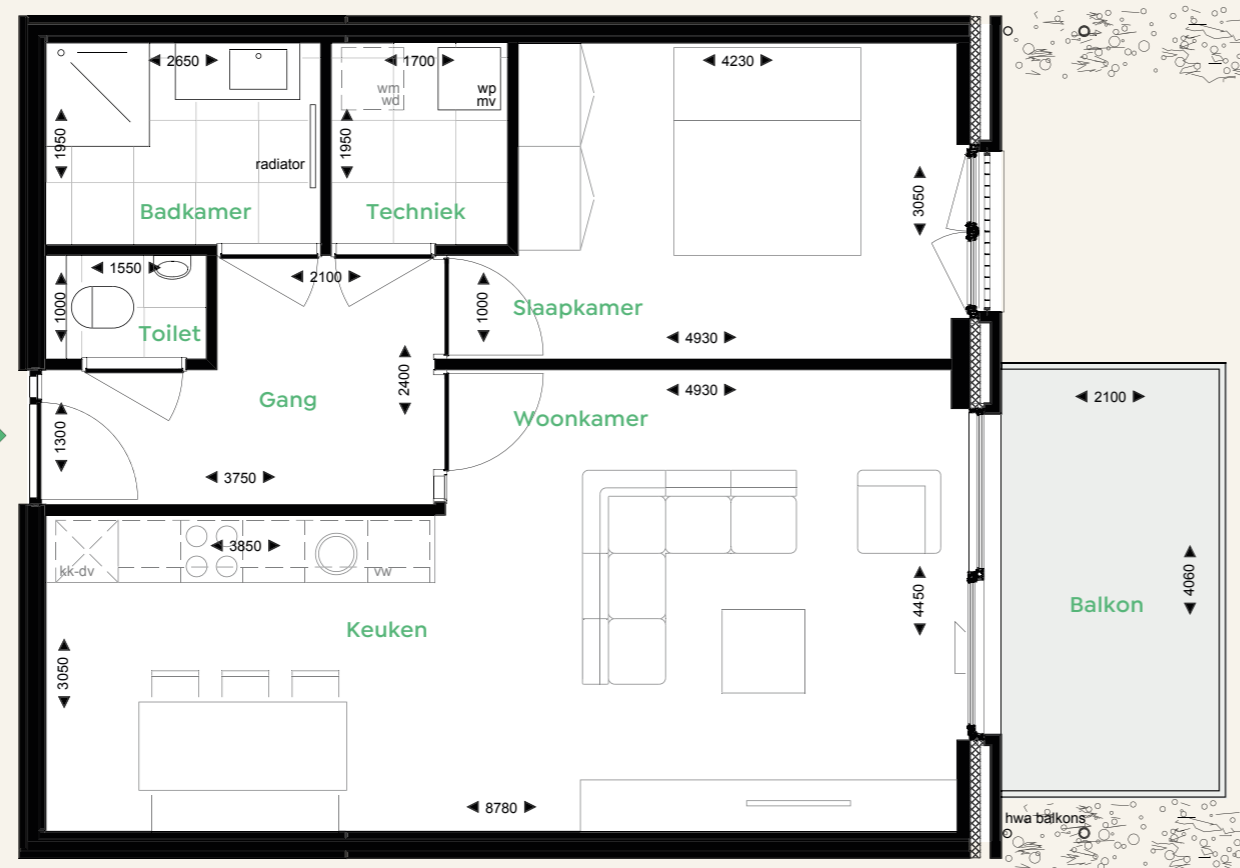 2650
1700
4230
wm
wd
wp
mv
1950
1950
radiator
3050
Badkamer
Techniek
1550
2100
1000
1000
Slaapkamer
Toilet
4930
2400
4930
2100
Gang
Woonkamer
1300
3750
3850
kk-dv
vw
4450
4060
Balkon
Keuken
3050
8780
hwa balkons